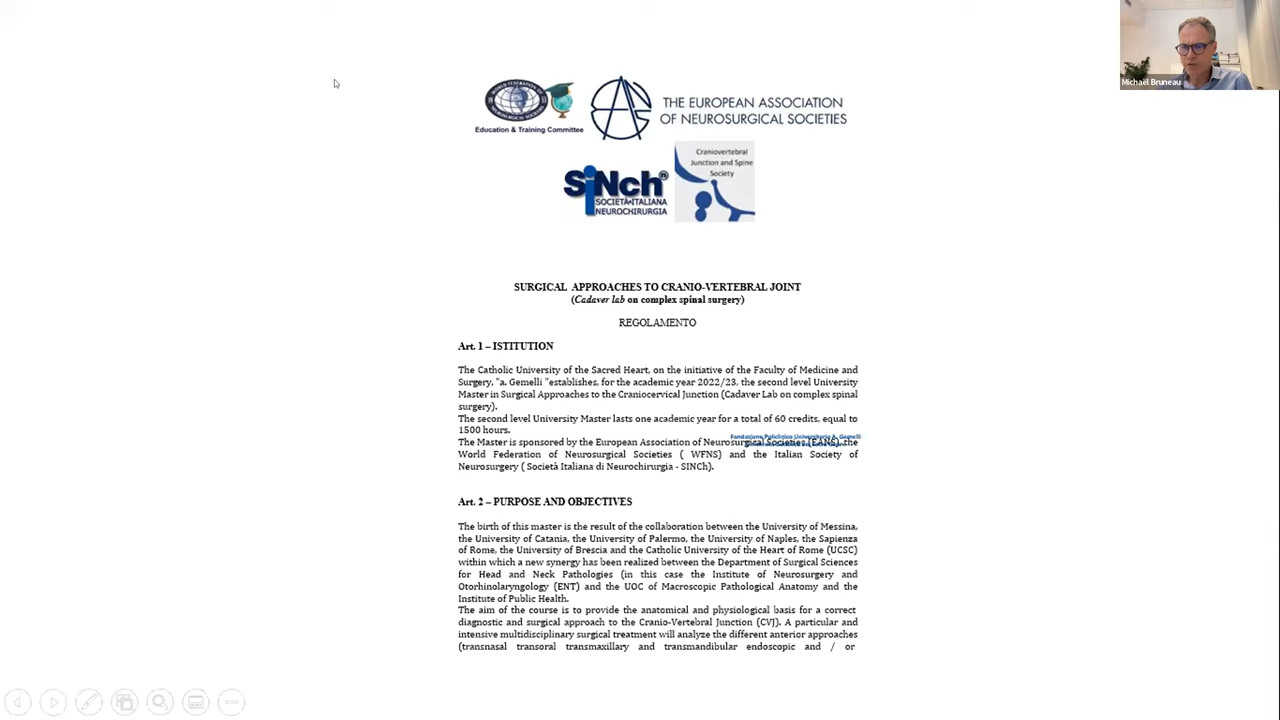 Michaël Bruneau
WORLD FEDERATION OF
NEUROSURGICAL SOCIETIES
Education & Training Committee
THE EUROPEAN ASSOCIATION
OF NEUROSURGICAL SOCIETIES
SiNch®
SOCIETÀ ITALIANA
NEUROCHIRURGIA
Craniovertebral
Junction and Spine
Society
SURGICAL APPROACHES TO CRANIO-VERTEBRAL JOINT
(Cadaver lab on complex spinal surgery)
REGOLAMENTO
Art. 1 – ISTITUTION
The Catholic University of the Sacred Heart, on the initiative of the Faculty of Medicine and
Surgery, "a. Gemelli "establishes, for the academic year 2022/23, the second level University
Master in Surgical Approaches to the Craniocervical Junction (Cadaver Lab on complex spinal
surgery).
The second level University Master lasts one academic year for a total of 60 credits, equal to
1500 hours.
Fondazione Policlinico Universitario A. Gemelli
The Master is sponsored by the European Association of Neurosurgical Societies (EANS), the
World Federation of Neurosurgical Societies ( WFNS) and the Italian Society of
Neurosurgery ( Società Italiana di Neurochirurgia - SINCh).
Art. 2 – PURPOSE AND OBJECTIVES
The birth of this master is the result of the collaboration between the University of Messina,
the University of Catania, the University of Palermo, the University of Naples, the Sapienza
of Rome, the University of Brescia and the Catholic University of the Heart of Rome (UCSC)
within which a new synergy has been realized between the Department of Surgical Sciences
for Head and Neck Pathologies (in this case the Institute of Neurosurgery and
Otorhinolaryngology (ENT) and the UOC of Macroscopic Pathological Anatomy and the
Institute of Public Health.
The aim of the course is to provide the anatomical and physiological basis for a correct
diagnostic and surgical approach to the Cranio-Vertebral Junction (CVJ). A particular and
intensive multidisciplinary surgical treatment will analyze the different anterior approaches
(transnasal transoral transmaxillary and transmandibular endoscopic and / or